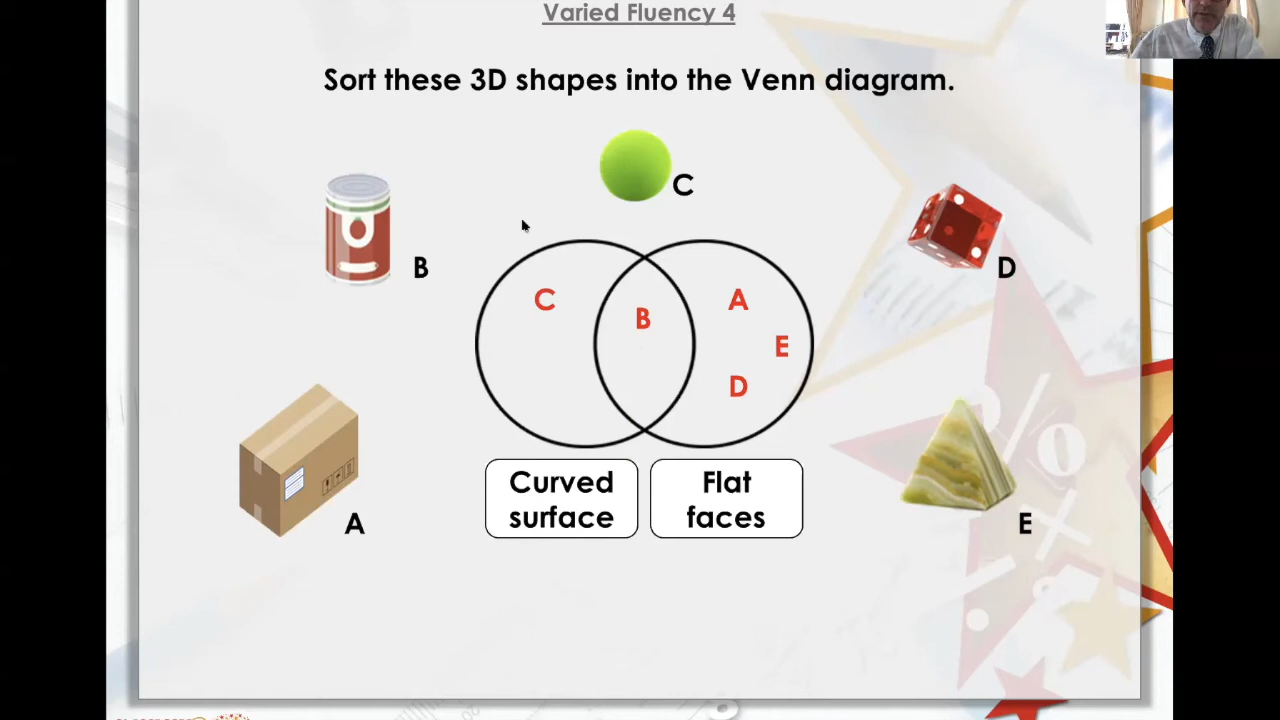 Varied Fluency 4
Sort these 3D shapes into the Venn diagram.
C
B
D
C
B
A
E
D
A
E
Curved
surface
Flat
faces